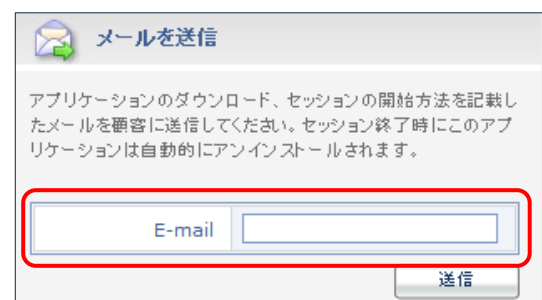 メールを送信
アプリケーションのダウンロード、セッションの開始方法を記載し
たメールを顧客に送信してください。セッション終了時にこのアプ
リケーションは自動的にアンインストールされます。
E-mail
送信